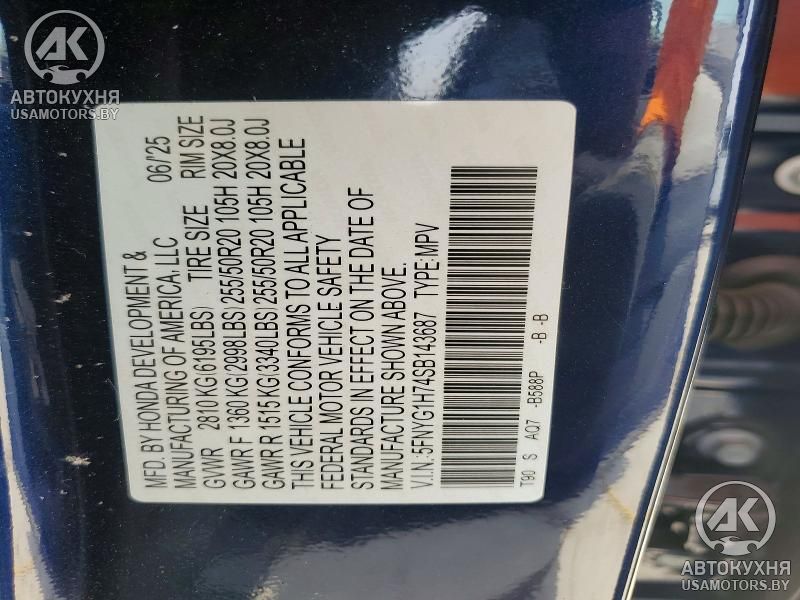 AK
АВТОКУХНЯ
USAMOTORS.BY
MFD. BY HONDA DEVELOPMENT &
MANUFACTURING OF AMERICA, LLC 06/'25
GVWR 2810 KG(6195LBS) TIRE SIZE RIM SIZE
GAWR F 1360 KG(2998LBS) 255/50R20 105H 20X8.0J
GAWR R 1515 KG(3340LBS) 255/50R20 105H 20X8.0J
THIS VEHICLE CONFORMS TO ALL APPLICABLE
FEDERAL MOTOR VEHICLE SAFETY
STANDARDS IN EFFECT ON THE DATE OF
MANUFACTURE SHOWN ABOVE.
V.I.N.:5FNYG1H74SB143687 TYPE:MPV
T90 S AQ7 -B588P -B -B
AK
АВТОКУХНЯ
USAMOTORS.BY